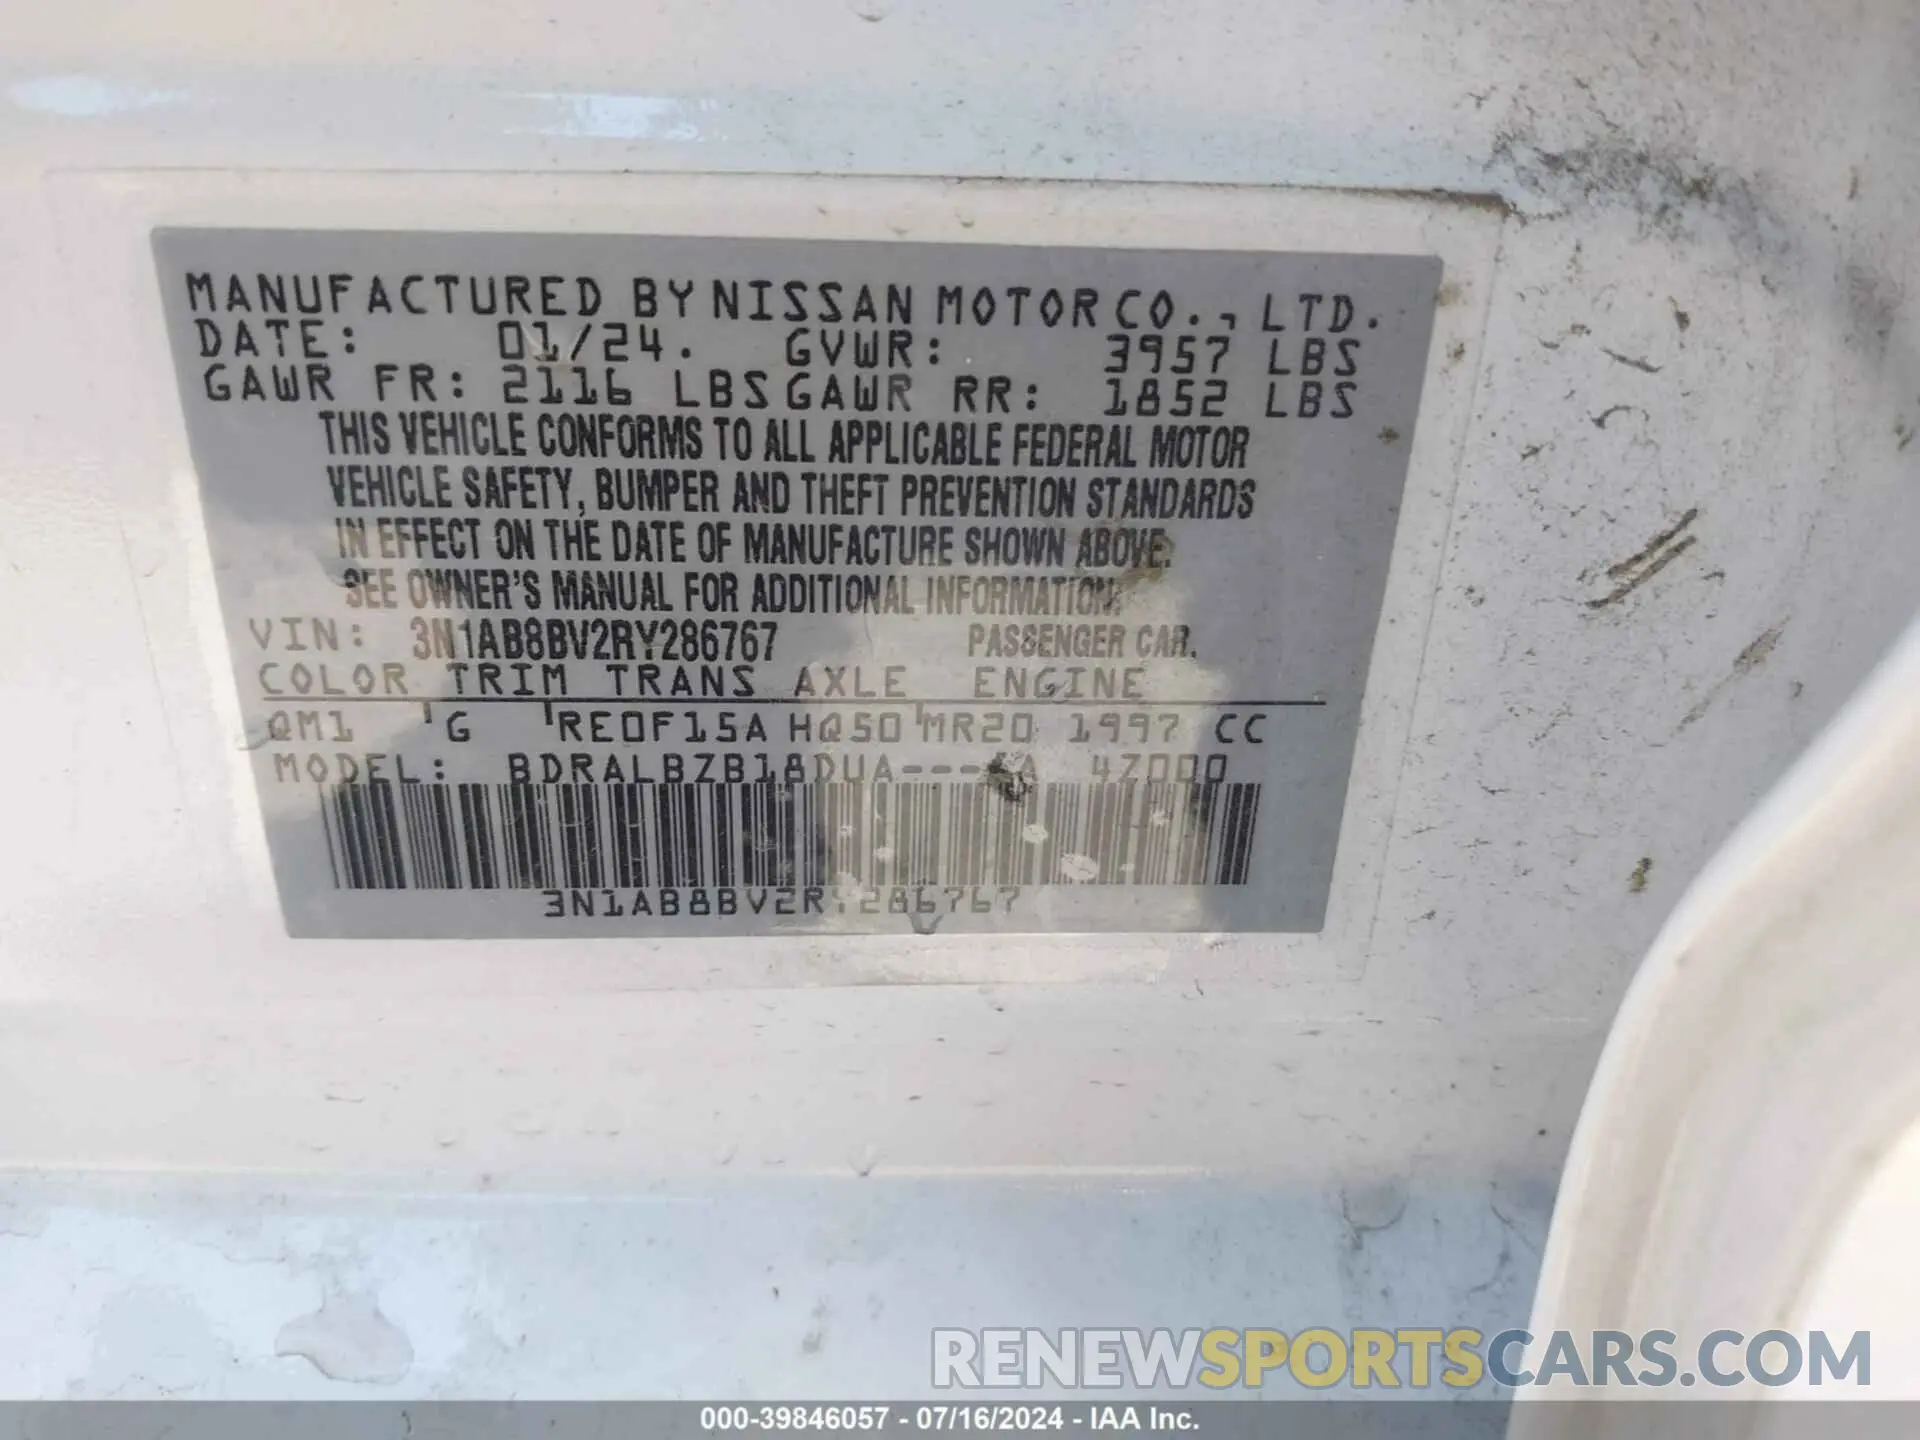 MANUFACTURED BY NISSAN MOTOR CO., LTD.
DATE: 01/24. GVWR: 3957 LBS
GAWR FR: 2116 LBS GAWR RR: 1852 LBS
THIS VEHICLE CONFORMS TO ALL APPLICABLE FEDERAL MOTOR
VEHICLE SAFETY, BUMPER AND THEFT PREVENTION STANDARDS
IN EFFECT ON THE DATE OF MANUFACTURE SHOWN ABOVE.
SEE OWNER'S MANUAL FOR ADDITIONAL INFORMATION.
VIN: 3N1AB8BV2RY286767 PASSENGER CAR.
COLOR TRIM TRANS AXLE ENGINE
QM1 G RE0F15A HQ50 MR20 1997 CC
MODEL: 4Z000
3N1AB8BV2RY286767
RENEWSPORTSCARS.COM
000-39846057 - 07/16/2024 - IAA Inc.